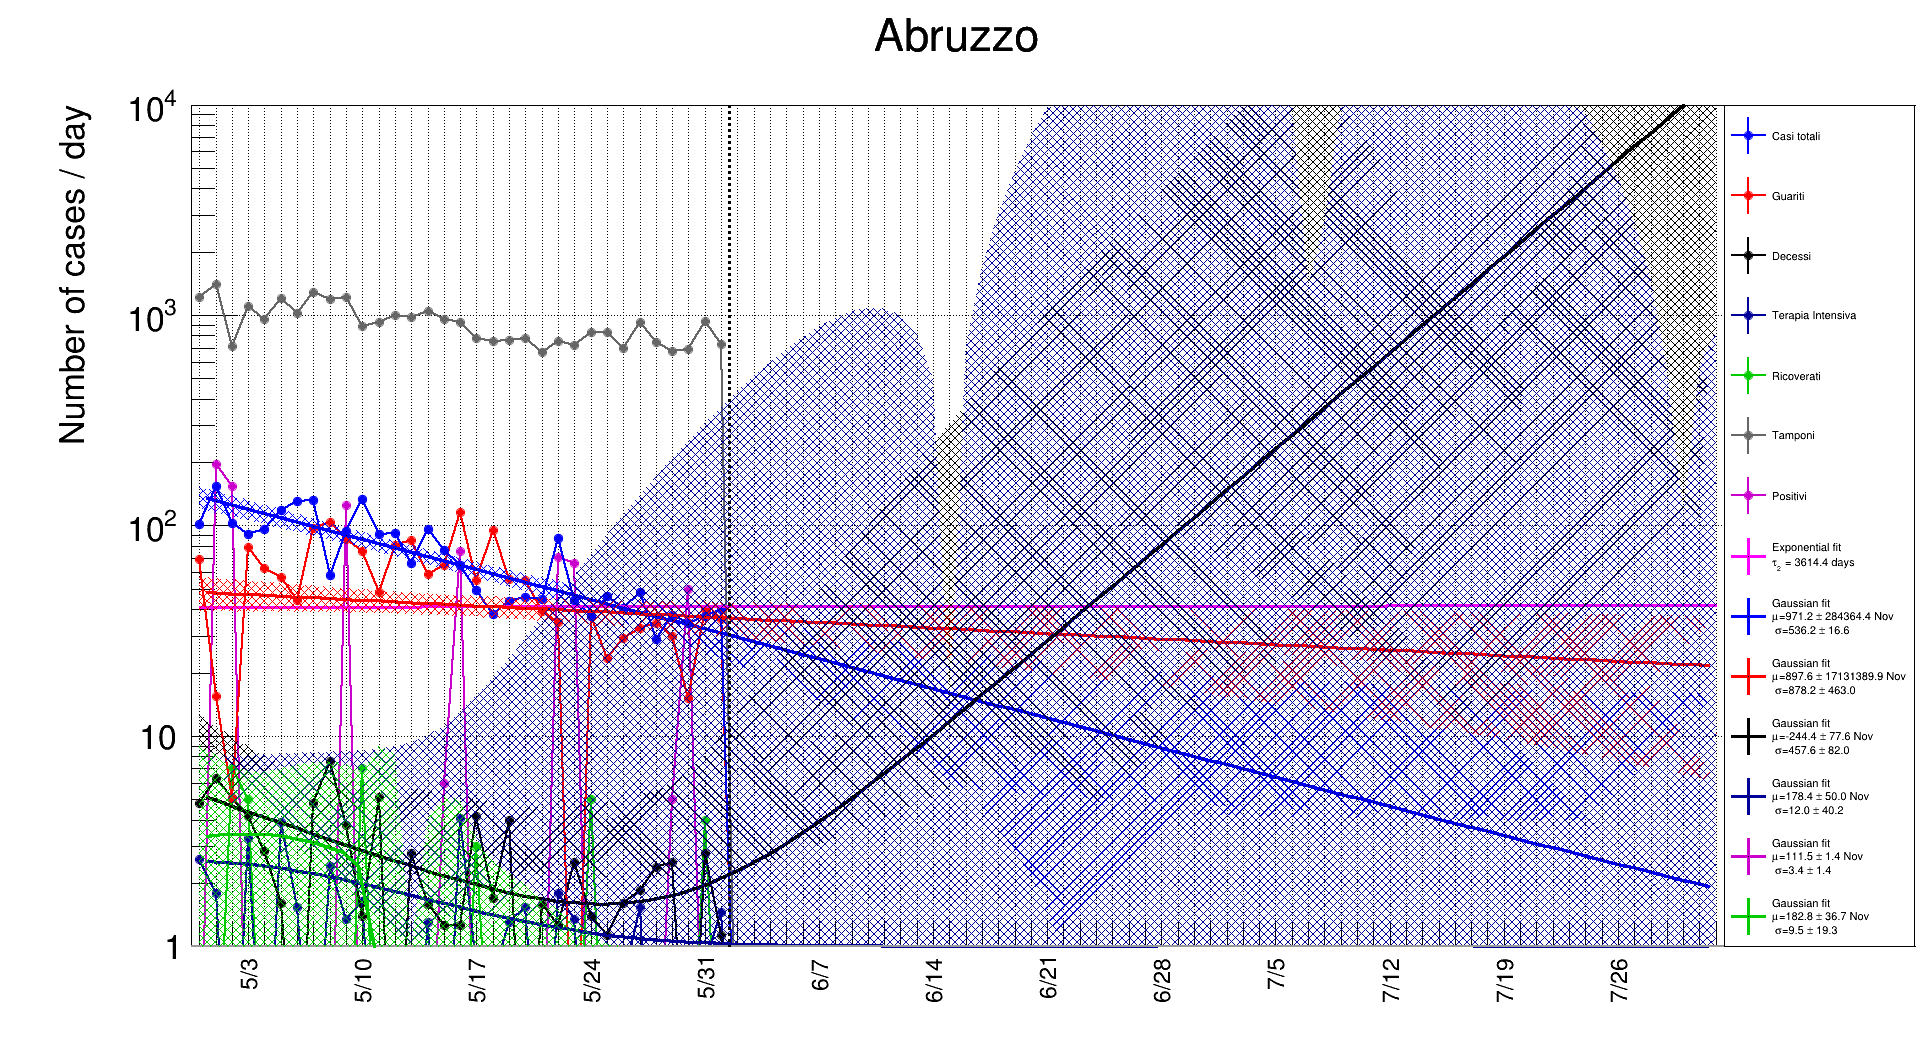 Abruzzo
Number of cases / day
10^4
10^3
10^2
10
1
5/3
5/10
5/17
5/24
5/31
6/7
6/14
6/21
6/28
7/5
7/12
7/19
7/26
Casi totali
Guariti
Decessi
Terapia Intensiva
Ricoverati
Tamponi
Positivi
Exponential fit
τ_2 = 3614.4 days
Gaussian fit
μ=971.2 ± 284364.4 Nov
σ=536.2 ± 16.6
Gaussian fit
μ=897.6 ± 17131389.9 Nov
σ=878.2 ± 463.0
Gaussian fit
μ=-244.4 ± 77.6 Nov
σ=457.6 ± 82.0
Gaussian fit
μ=178.4 ± 50.0 Nov
σ=12.0 ± 40.2
Gaussian fit
μ=111.5 ± 1.4 Nov
σ=3.4 ± 1.4
Gaussian fit
μ=182.8 ± 36.7 Nov
σ=9.5 ± 19.3